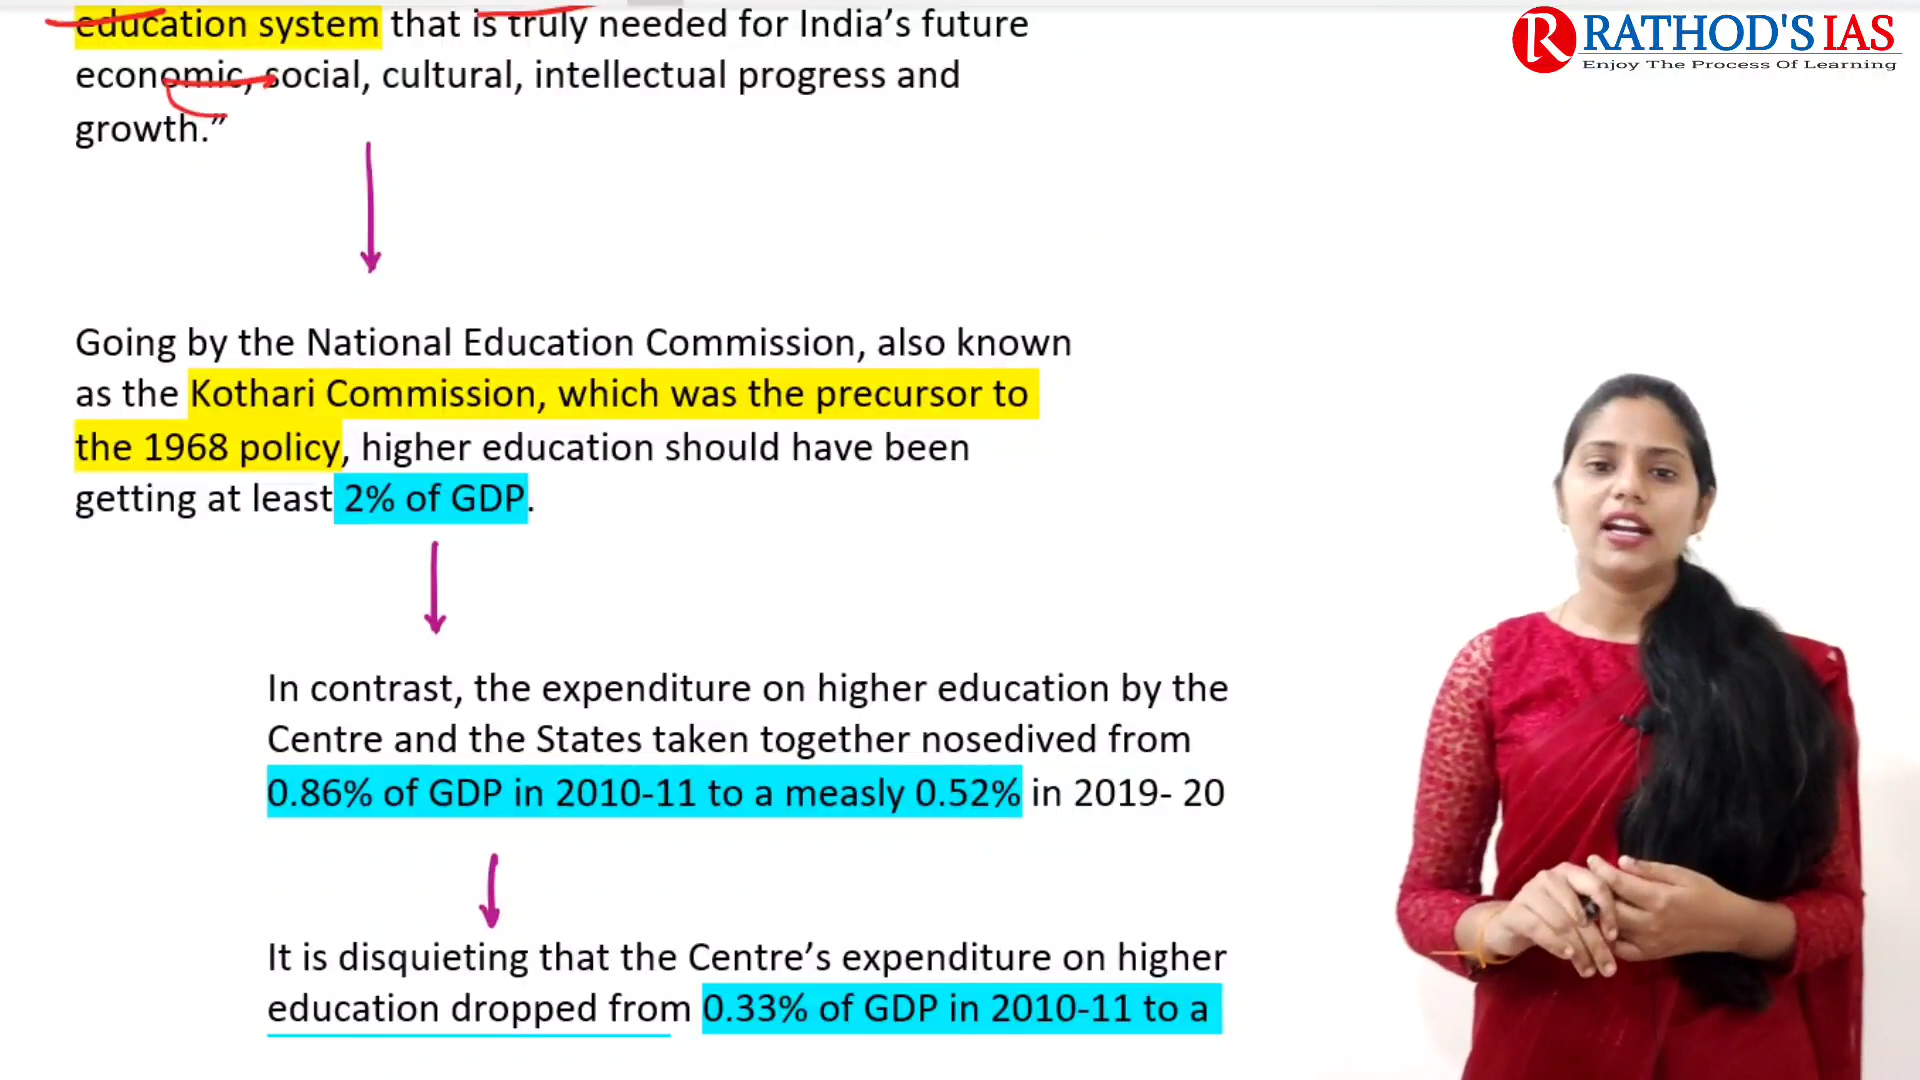 education system that is truly needed for India's future
economic, social, cultural, intellectual progress and
growth.”
Going by the National Education Commission, also known
as the Kothari Commission, which was the precursor to
the 1968 policy, higher education should have been
getting at least 2% of GDP.
In contrast, the expenditure on higher education by the
Centre and the States taken together nosedived from
0.86% of GDP in 2010-11 to a measly 0.52% in 2019- 20
It is disquieting that the Centre's expenditure on higher
education dropped from 0.33% of GDP in 2010-11 to a
R RATHOD'S IAS
Enjoy The Process Of Learning